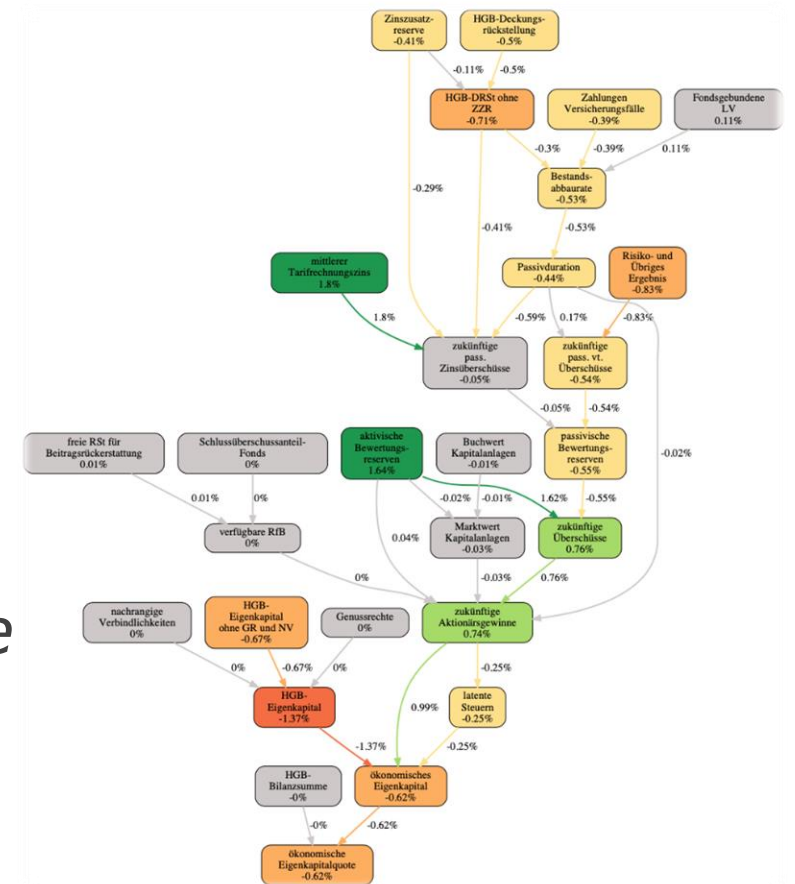 Zinszusatz-
reserve
-0.41%
HGB-Deckungs-
rückstellung
-0.5%
-0.11%
-0.5%
HGB-DRSt ohne
ZZR
-0.71%
Zahlungen
Versicherungsfälle
-0.39%
Fondsgebundene
LV
0.11%
-0.3%
-0.39%
0.11%
Bestands-
abbaurate
-0.53%
-0.29%
-0.41%
-0.53%
mittlerer
Tarifrechnungszins
1.8%
Passivduration
-0.44%
Risiko- und
Übriges
Ergebnis
-0.83%
1.8%
-0.59%
0.17%
-0.83%
zukünftige
pass.
Zinsüberschüsse
-0.05%
zukünftige
pass. vt.
Überschüsse
-0.54%
-0.05%
-0.54%
-0.02%
freie RSt für
Beitragsrückerstattung
0.01%
Schlussüberschussanteil-
Fonds
0%
aktivische
Bewertungs-
reserven
1.64%
Buchwert
Kapitalanlagen
-0.01%
passivische
Bewertungs-
reserven
-0.55%
0.01%
0%
-0.02%
-0.01%
1.62%
-0.55%
verfügbare RfB
0%
0.04%
Marktwert
Kapitalanlagen
-0.03%
zukünftige
Überschüsse
0.76%
0%
-0.03%
0.76%
nachrangige
Verbindlichkeiten
0%
HGB-
Eigenkapital
ohne GR und NV
-0.67%
Genussrechte
0%
zukünftige
Aktionärsgewinne
0.74%
e
0%
-0.67%
0%
-0.25%
HGB-
Eigenkapital
-1.37%
0.99%
latente
Steuern
-0.25%
-1.37%
-0.25%
HGB-
Bilanzsumme
-0%
ökonomisches
Eigenkapital
-0.62%
-0%
-0.62%
ökonomische
Eigenkapitalquote
-0.62%